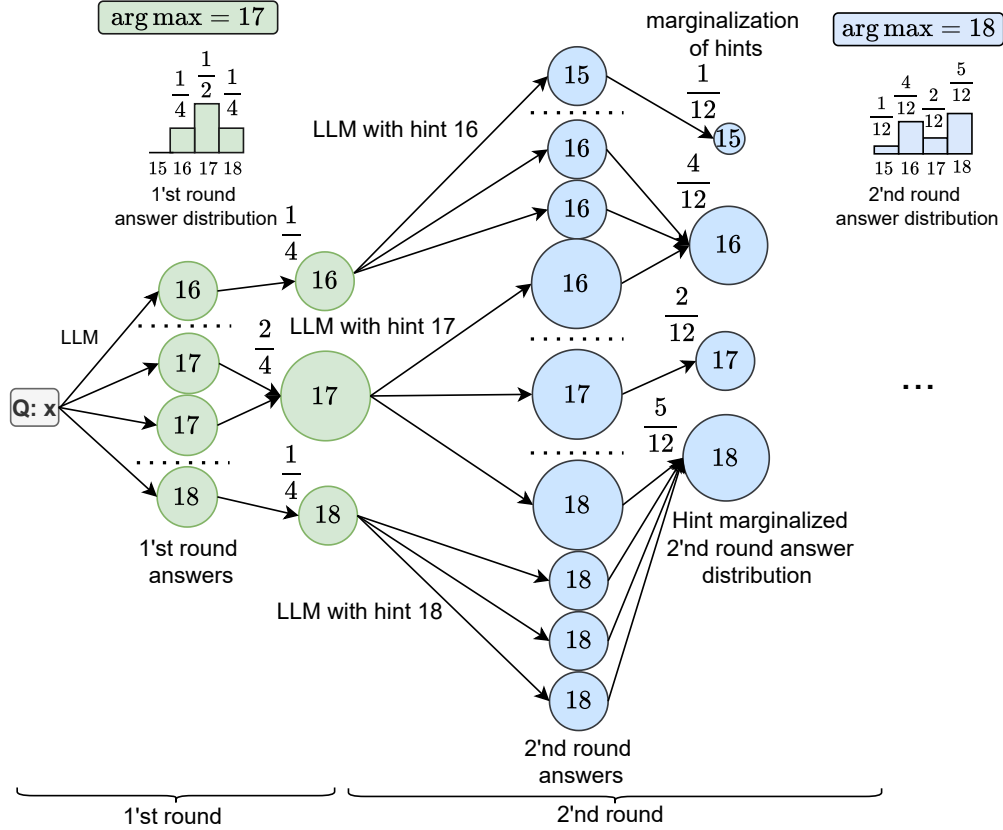 arg max = 17
1/4
1/2
1/4
15 16 17 18
1'st round
answer distribution
marginalization
of hints
arg max = 18
1/12
4/12
2/12
5/12
15 16 17 18
2'nd round
answer distribution
Q: x
LLM
16
17
17
18
1'st round
answers
1/4
16
2/4
17
1/4
18
LLM with hint 16
LLM with hint 17
LLM with hint 18
15
16
16
16
17
18
18
18
18
2'nd round
answers
1/12
15
4/12
16
2/12
17
5/12
18
Hint marginalized
2'nd round answer
distribution
...
1'st round
2'nd round